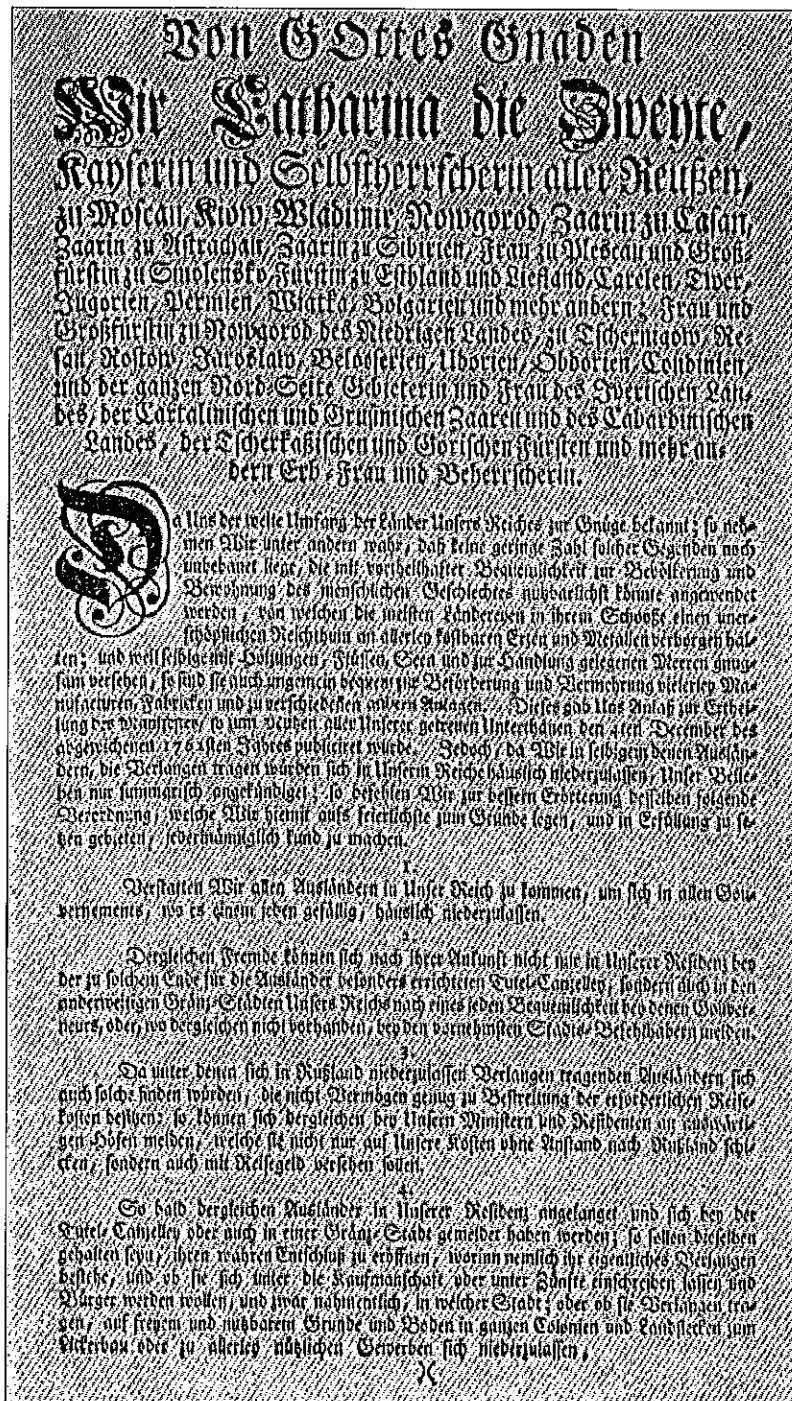 Von GOttes Gnaden
Wir Catharina die Zweyte,
Kayserin und Selbstherrscherin aller Reußen,
zu Moscau, Kiow, Wladimir, Nowgorod, Zaarin zu Casan,
Zaarin zu Astrachan, Zaarin zu Sibirien, Frau zu Plescau und Groß-
fürstin zu Smolensko, Fürstin zu Esthland und Liefland, Carelen, Twer,
Jugorien, Permien, Wiatka, Bolgarien und mehr andern; Frau und
Großfürstin zu Nowgorod des Niedrigen Landes, zu Tschernigow, Re-
san, Rostow, Jaroslaw, Belooserien, Udorien, Obdorien, Condinien,
und der ganzen Nord-Seite Gebieterin und Frau des Iverischen Lan-
des, der Cartalinischen und Grusinischen Zaaren und des Cabardinischen
Landes, der Tscherkaßischen und Gorischen Fürsten und mehr an-
dern Erb-Frau und Beherrscherin.
Da Uns der weite Umfang der Länder Unsers Reiches zur Gnüge bekannt; so neh-
men Wir unter andern wahr, daß keine geringe Zahl solcher Gegenden noch
unbebauet liege, die mit vortheilhafter Bequemlichkeit zur Bevölkerung und
Bewohnung des menschlichen Geschlechtes nutzbarlichst könnte angewendet
werden, von welchen die meisten Ländereyen in ihrem Schooße einen uner-
schöpflichen Reichthum an allerley kostbaren Erzen und Metallen verborgen hal-
ten; und weil selbige mit Holzungen, Flüssen, Seen und zur Handlung gelegenen Meeren gnug-
sam versehen, so sind sie auch ungemein bequem zur Beförderung und Vermehrung vielerley Ma-
nufacturen, Fabricken und zu verschiedenen andern Anlagen. Dieses gab Uns Anlaß zur Erthei-
lung des Manifestes, so zum Nutzen aller Unserer getreuen Unterthanen den 4ten December des
abgewichenen 1762sten Jahres publiciret wurde. Jedoch, da Wir in selbigem denen Auslän-
dern, die Verlangen tragen würden sich in Unserm Reiche häuslich niederzulassen, Unser Belie-
ben nur summarisch angekündiget; so befehlen Wir zur bessern Erörterung desselben folgende
Verordnung, welche Wir hiemit aufs feierlichste zum Grunde legen, und in Erfüllung zu se-
tzen gebieten, jedermänniglich kund zu machen.
1.
Verstatten Wir allen Ausländern in Unser Reich zu kommen, um sich in allen Gou-
vernements, wo es einem jeden gefällig, häuslich niederzulassen.
2.
Dergleichen Fremde können sich nach ihrer Ankunft nicht nur in Unserer Residenz bey
der zu solchem Ende für die Ausländer besonders errichteten Tutel-Canzelley, sondern auch in den
anderweitigen Gränz-Städten Unsers Reichs nach eines jeden Bequemlichkeit bey denen Gouver-
neurs, oder, wo dergleichen nicht vorhanden, bey den vornehmsten Stadts-Befehlhabern melden.
3.
Da unter denen sich in Rußland niederzulassen Verlangen tragenden Ausländern sich
auch solche finden würden, die nicht Vermögen genug zu Bestreitung der erforderlichen Reise-
kosten besitzen: so können sich dergleichen bey Unsern Ministern und Residenten an auswärti-
gen Höfen melden, welche sie nicht nur auf Unsere Kosten ohne Anstand nach Rußland schi-
cken, sondern auch mit Reisegeld versehen sollen.
4.
So bald dergleichen Ausländer in Unserer Residenz angelanget und sich bey der
Tutel-Canzelley oder auch in einer Gränz-Stadt gemeldet haben werden; so sollen dieselben
gehalten seyn, ihren wahren Entschluß zu eröffnen, worinn nemlich ihr eigentliches Verlangen
bestehe, und ob sie sich unter die Kaufmanschaft oder unter Zünfte einschreiben lassen und
Bürger werden wollen, und zwar nahmentlich, in welcher Stadt; oder ob sie Verlangen tra-
gen, auf freyem und nutzbarem Grunde und Boden in ganzen Colonien und Landflecken zum
Ackerbau oder zu allerley nützlichen Gewerben sich niederzulassen,